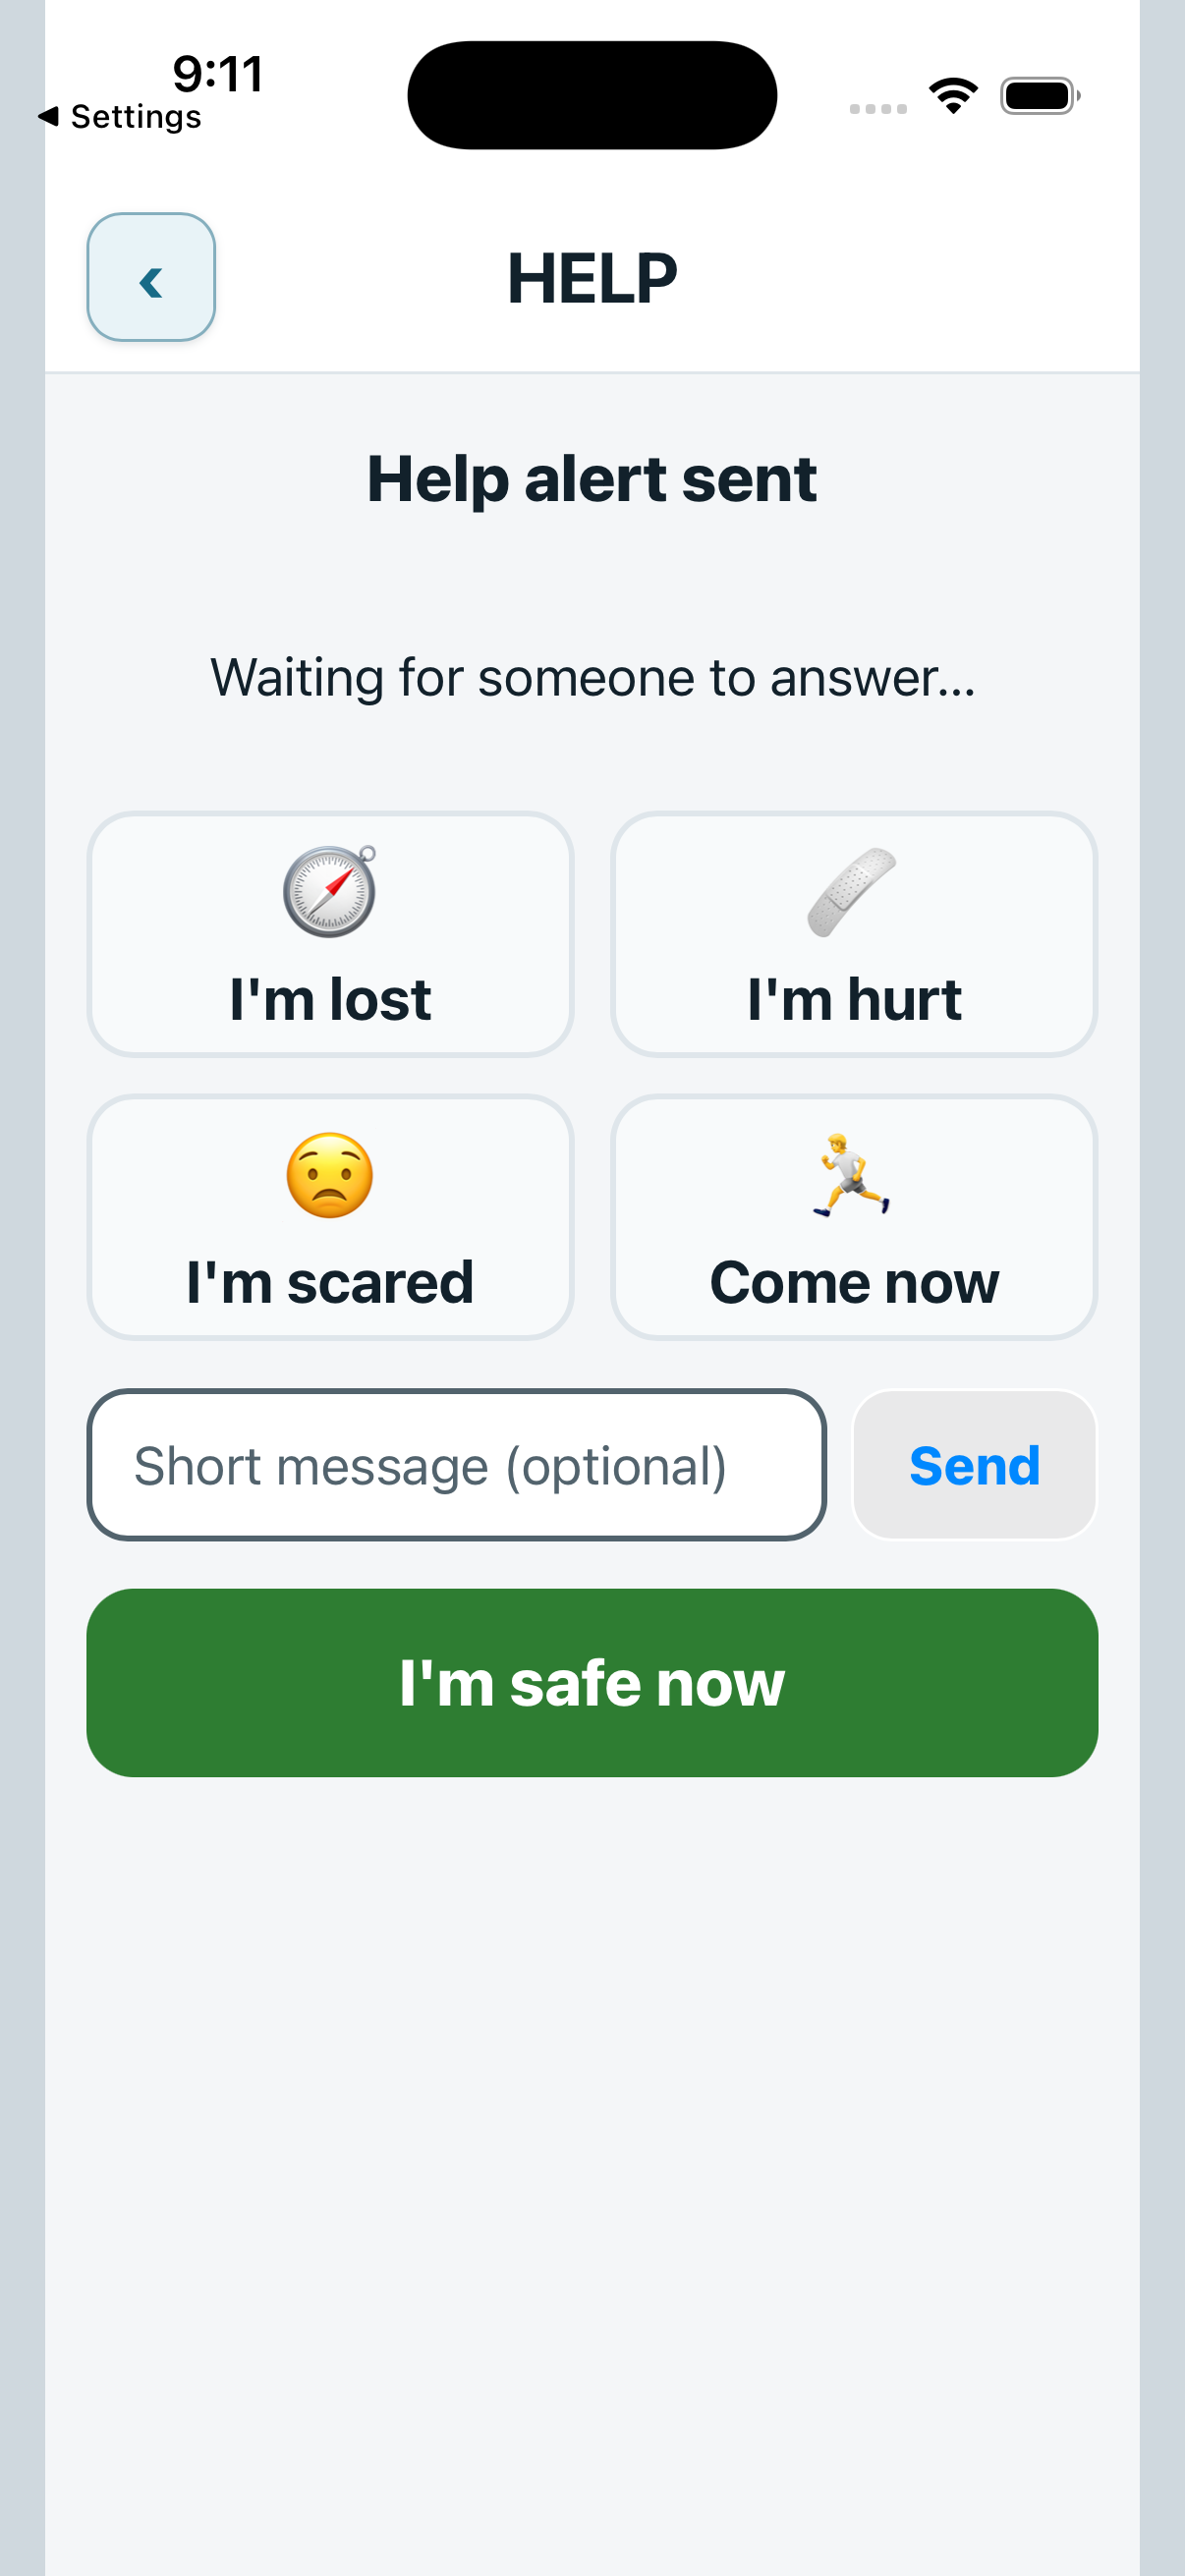 9:11
◀ Settings
‹
HELP
Help alert sent
Waiting for someone to answer...
I'm lost
I'm hurt
I'm scared
Come now
Short message (optional)
Send
I'm safe now